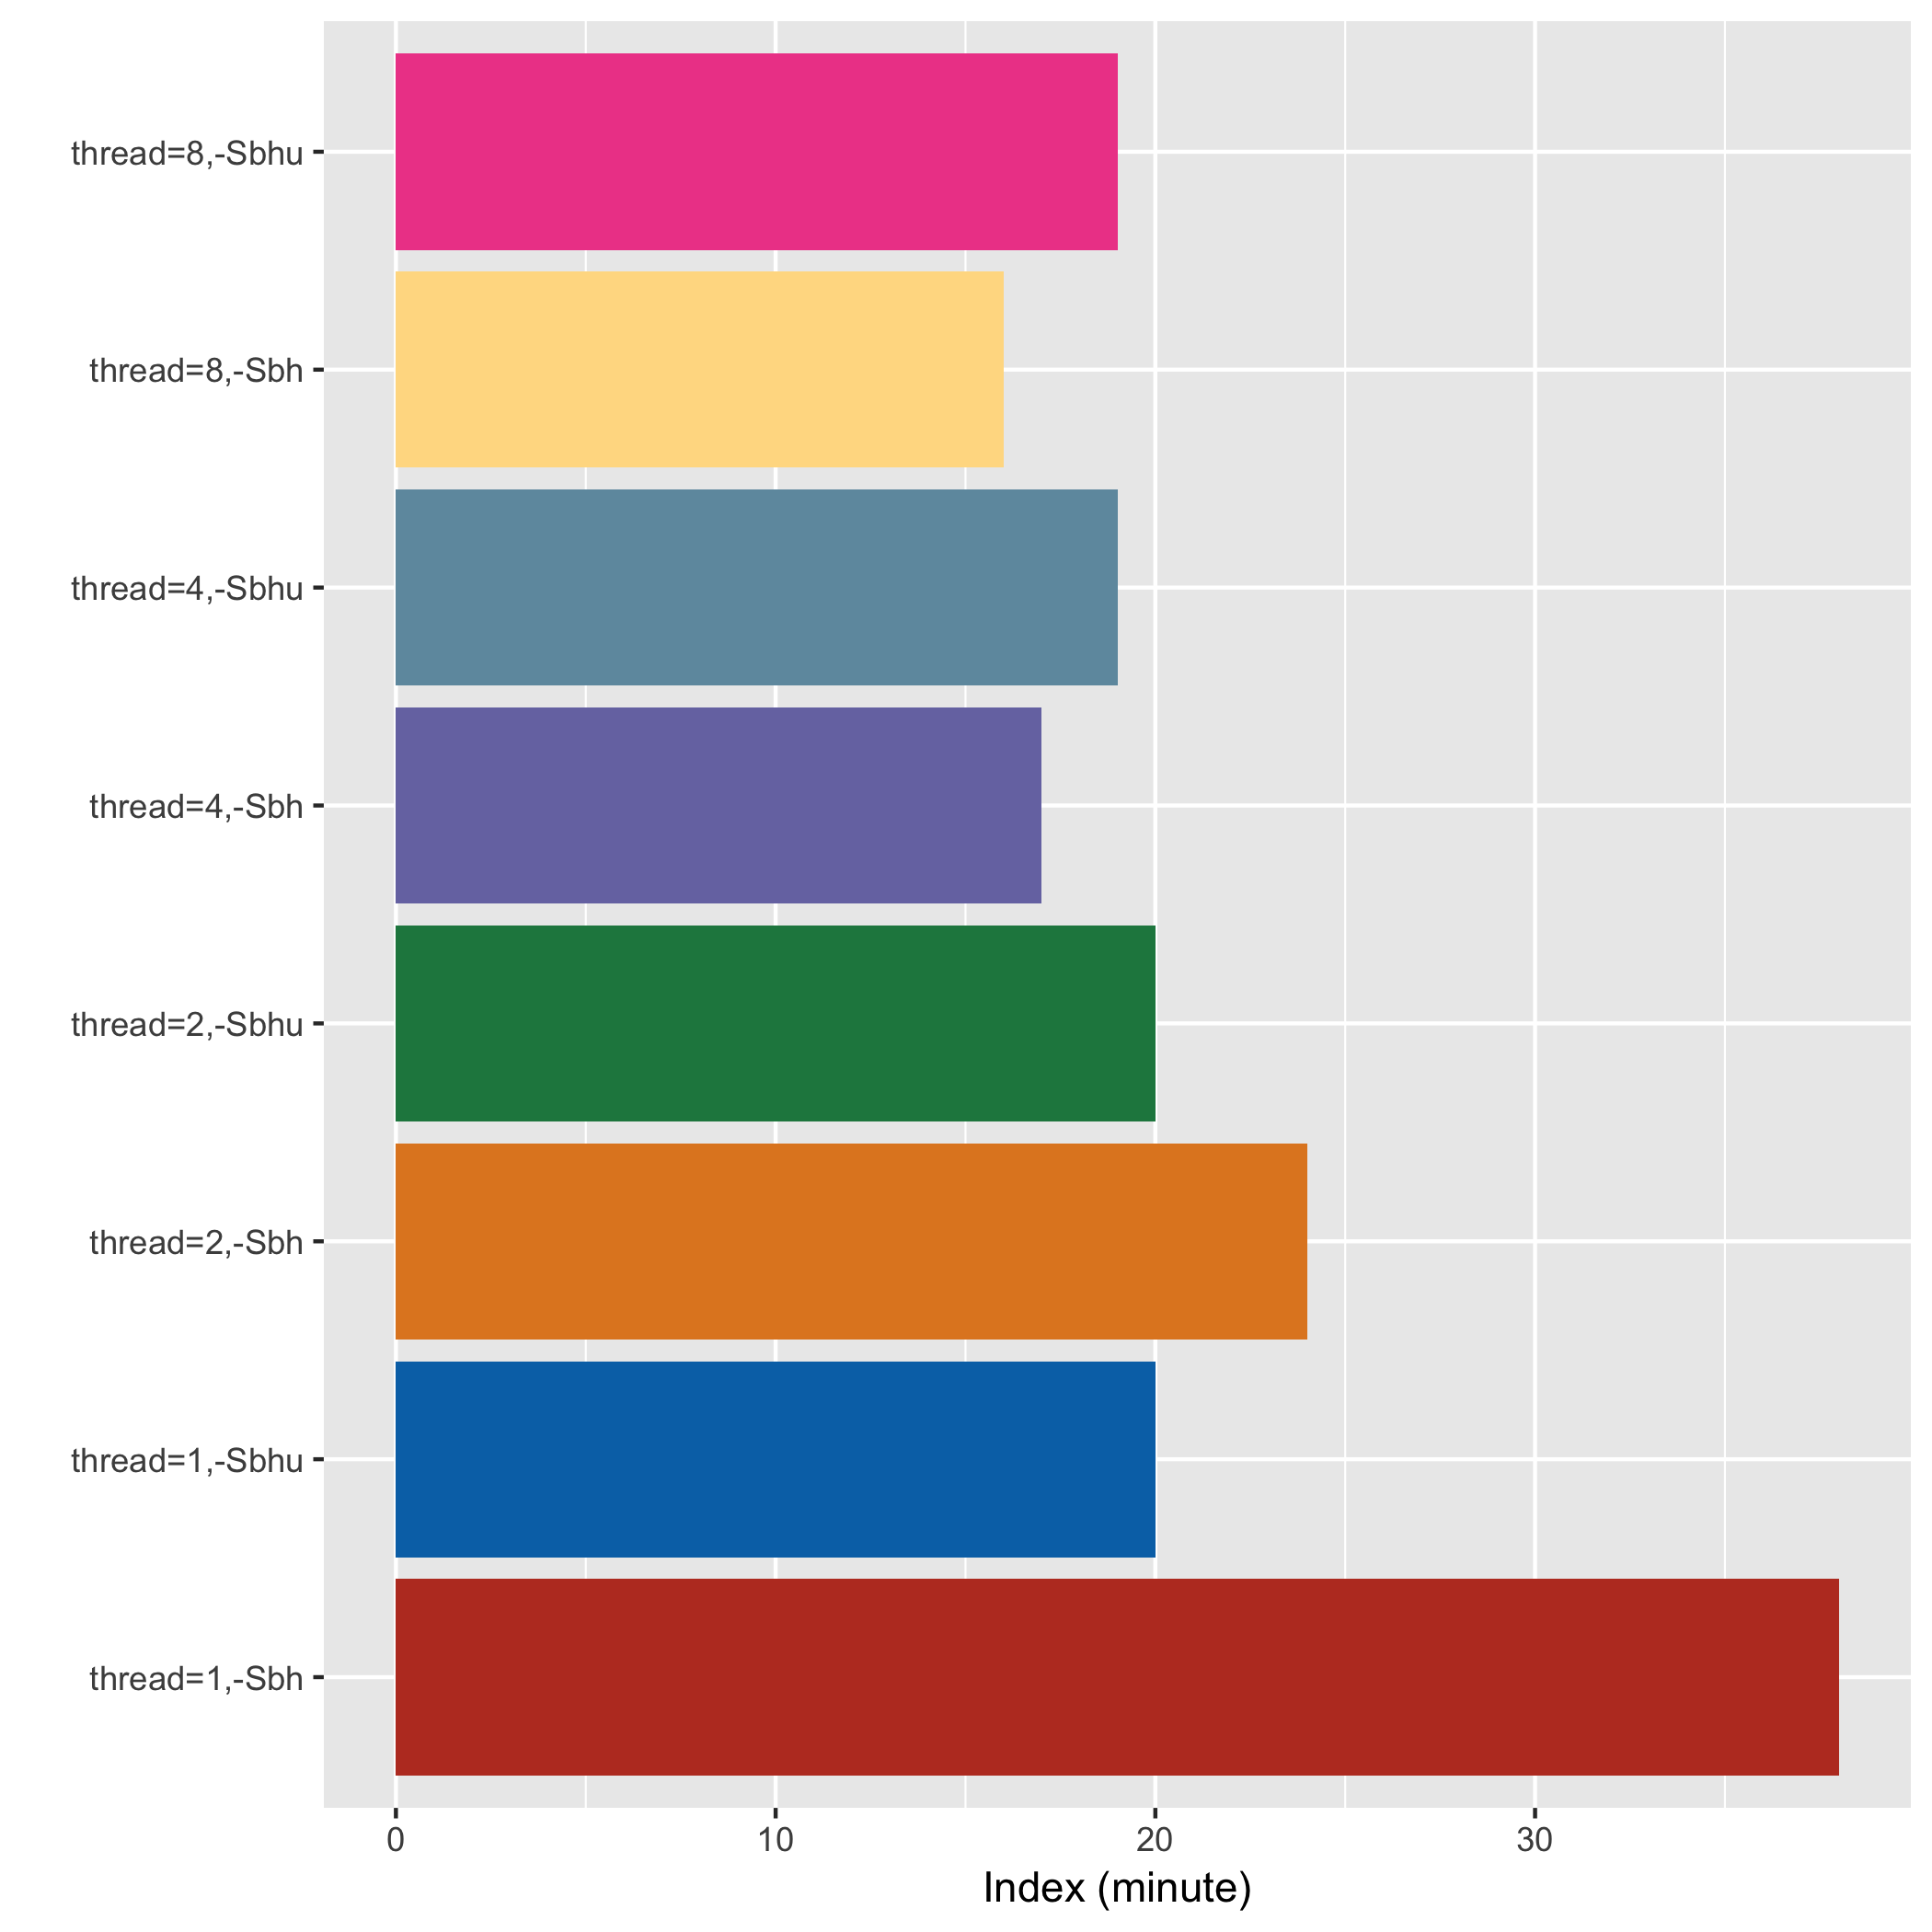 thread=8,-Sbhu
thread=8,-Sbh
thread=4,-Sbhu
thread=4,-Sbh
thread=2,-Sbhu
thread=2,-Sbh
thread=1,-Sbhu
thread=1,-Sbh
0 10 20 30
Index (minute)